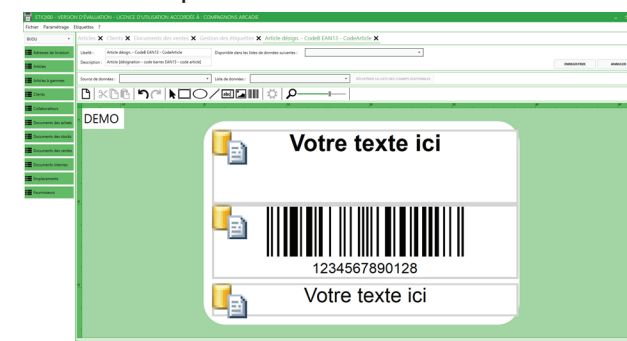 ETIQ200 - VERSION D'ÉVALUATION - LICENCE D'UTILISATION ACCORDÉE À : COMPAGNONS ARCADIE
Fichier Paramétrage Etiquettes ?
BIJOU
Articles X Clients X Documents des ventes X Gestion des étiquettes X Article désign. - CodeB EAN13 - CodeArticle X
Libellé : Article désign. - CodeB EAN13 - CodeArticle Disponible dans les listes de données suivantes :
Description : Article [désignation - code barres EAN13 - code article]
ENREGISTRER ANNULER
Source de données : Liste de données :
Adresses de livraison
Articles
Articles à gammes
Clients
Collaborateurs
Documents des achats
Documents des stocks
Documents des ventes
Documents internes
Emplacements
Fournisseurs
abc
DEMO
Votre texte ici
1234567890128
Votre texte ici